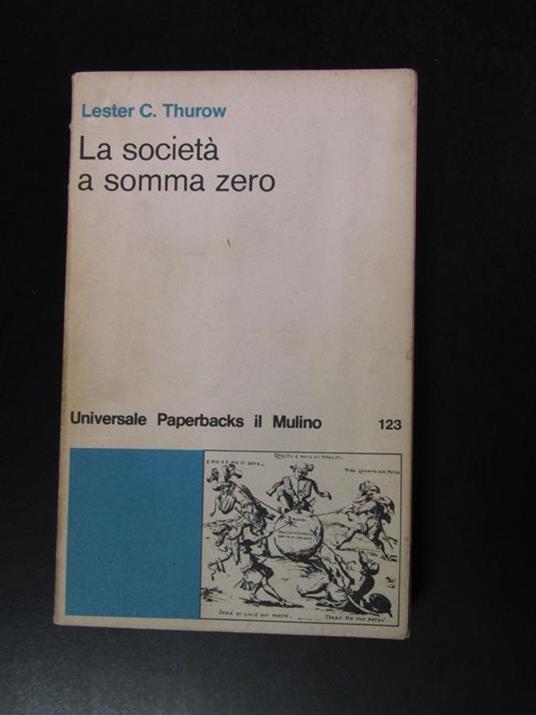 Lester C. Thurow
La società
a somma zero
Universale Paperbacks il Mulino 123